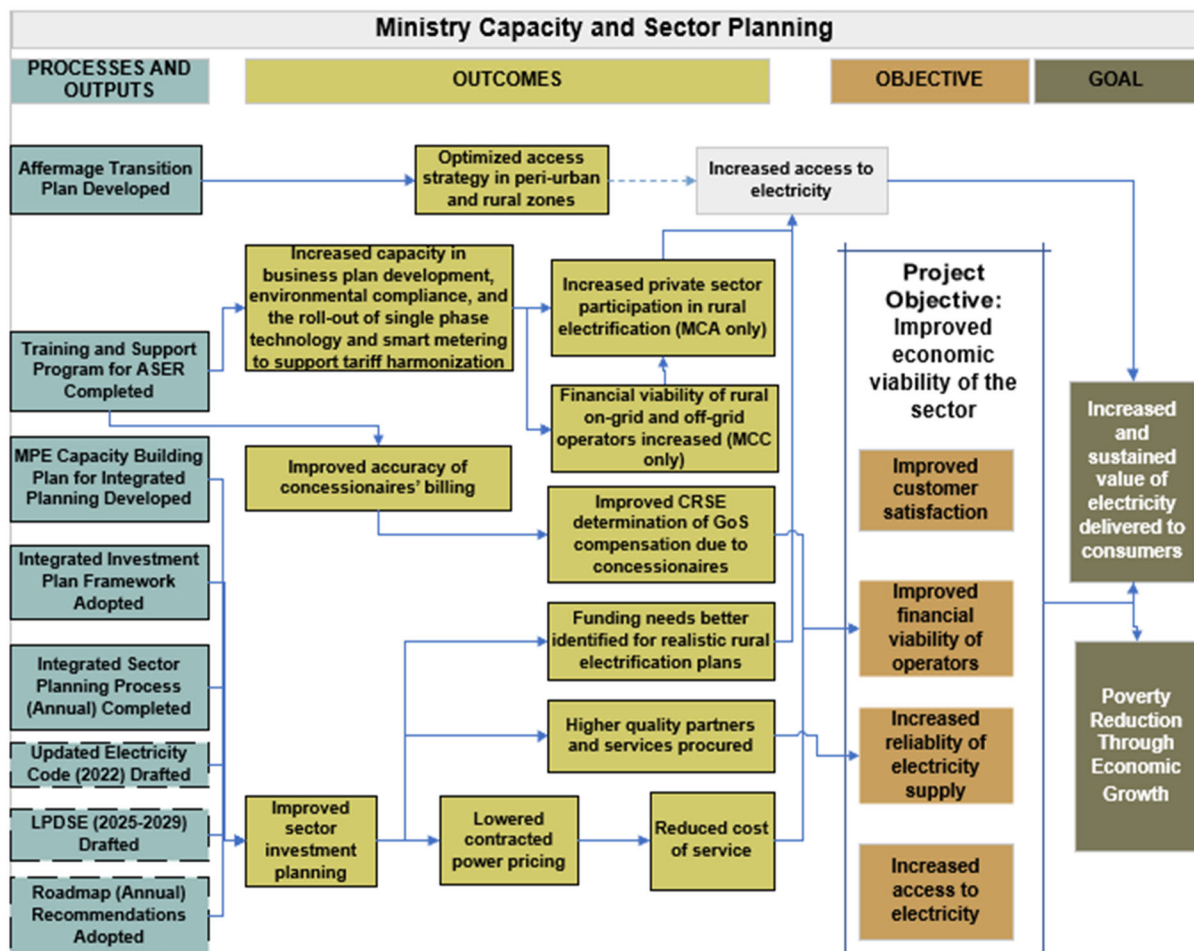 Ministry Capacity and Sector Planning
PROCESSES AND
OUTPUTS
OUTCOMES
OBJECTIVE
GOAL
Affermage Transition
Plan Developed
Optimized access
strategy in peri-urban
and rural zones
Increased access to
electricity
Increased capacity in
business plan development,
environmental compliance, and
the roll-out of single phase
technology and smart metering
to support tariff harmonization
Increased private sector
participation in rural
electrification (MCA only)
Project
Objective:
Improved
economic
viability of the
sector
Training and Support
Program for ASER
Completed
Financial viability of rural
on-grid and off-grid
operators increased (MCC
only)
Increased
and
sustained
value of
electricity
delivered to
consumers
MPE Capacity Building
Plan for Integrated
Planning Developed
Improved accuracy of
concessionaires’ billing
Improved
customer
satisfaction
Improved CRSE
determination of GoS
compensation due to
concessionaires
Integrated Investment
Plan Framework
Adopted
Improved
financial
viability of
operators
Funding needs better
identified for realistic rural
electrification plans
Integrated Sector
Planning Process
(Annual) Completed
Poverty
Reduction
Through
Economic
Growth
Higher quality partners
and services procured
Increased
reliablity of
electricity
supply
Updated Electricity
Code (2022) Drafted
LPDSE (2025-2029)
Drafted
Improved
sector
investment
planning
Lowered
contracted
power pricing
Reduced cost
of service
Increased
access to
electricity
Roadmap (Annual)
Recommendations
Adopted